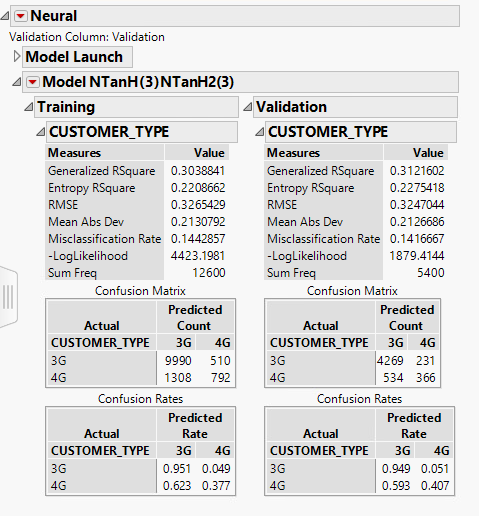 Neural
Validation Column: Validation
Model Launch
Model NTanH(3)NTanH2(3)
Training
CUSTOMER_TYPE
Measures Value
Generalized RSquare 0.3038841
Entropy RSquare 0.2208662
RMSE 0.3265429
Mean Abs Dev 0.2130792
Misclassification Rate 0.1442857
-LogLikelihood 4423.1981
Sum Freq 12600
Confusion Matrix
Predicted
Actual Count
CUSTOMER_TYPE 3G 4G
3G 9990 510
4G 1308 792
Confusion Rates
Predicted
Actual Rate
CUSTOMER_TYPE 3G 4G
3G 0.951 0.049
4G 0.623 0.377
Validation
CUSTOMER_TYPE
Measures Value
Generalized RSquare 0.3121602
Entropy RSquare 0.2275418
RMSE 0.3247044
Mean Abs Dev 0.2126686
Misclassification Rate 0.1416667
-LogLikelihood 1879.4144
Sum Freq 5400
Confusion Matrix
Predicted
Actual Count
CUSTOMER_TYPE 3G 4G
3G 4269 231
4G 534 366
Confusion Rates
Predicted
Actual Rate
CUSTOMER_TYPE 3G 4G
3G 0.949 0.051
4G 0.593 0.407